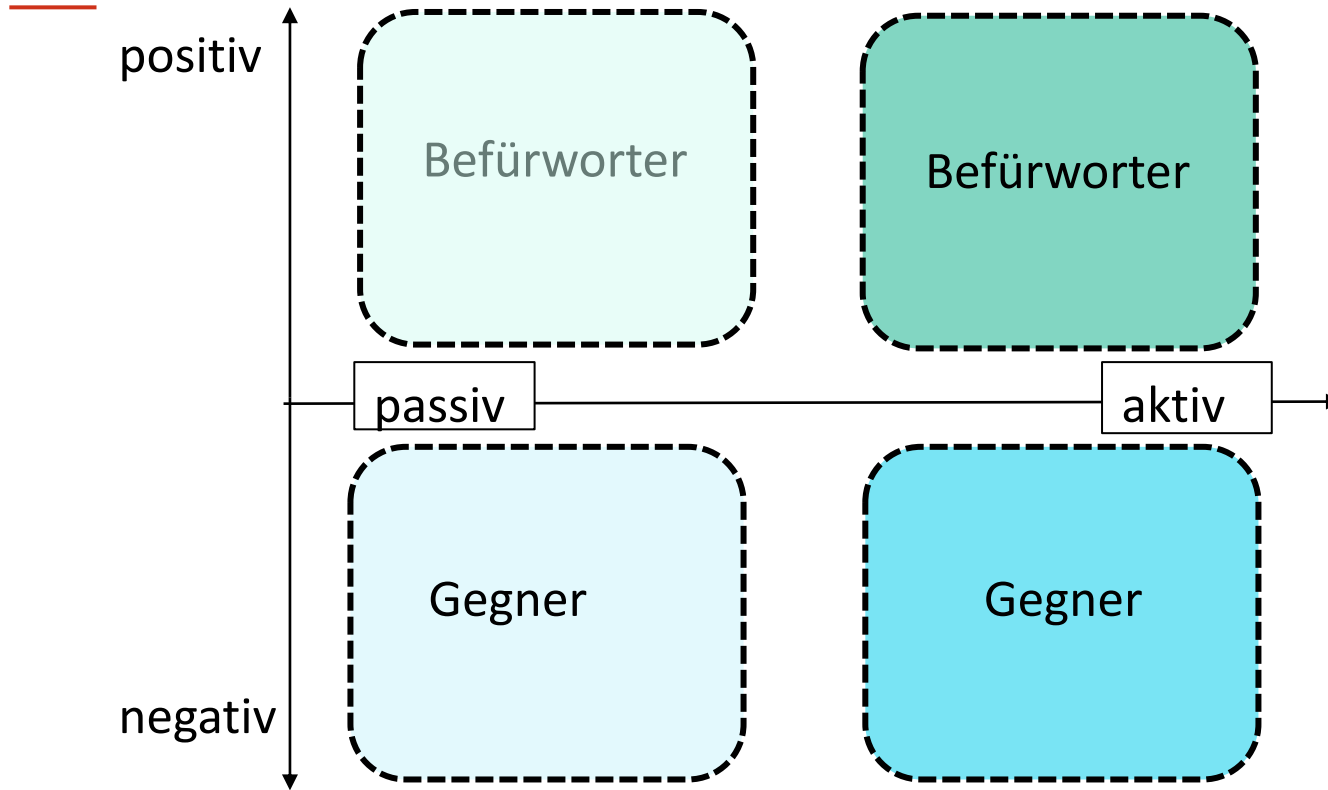 positiv
Befürworter
Befürworter
passiv
aktiv
Gegner
Gegner
negativ